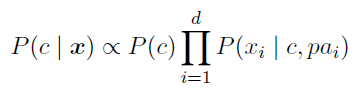 P(c | x) ∝ P(c) ∏_{i=1}^{d} P(x_i | c, pa_i)